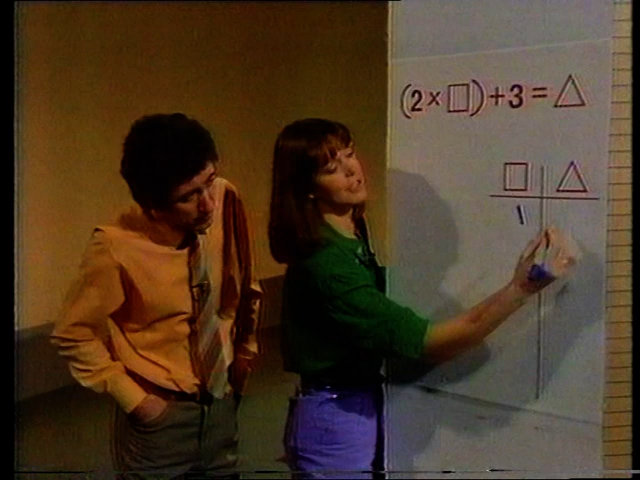 (2 × □) + 3 = △
□ △
1